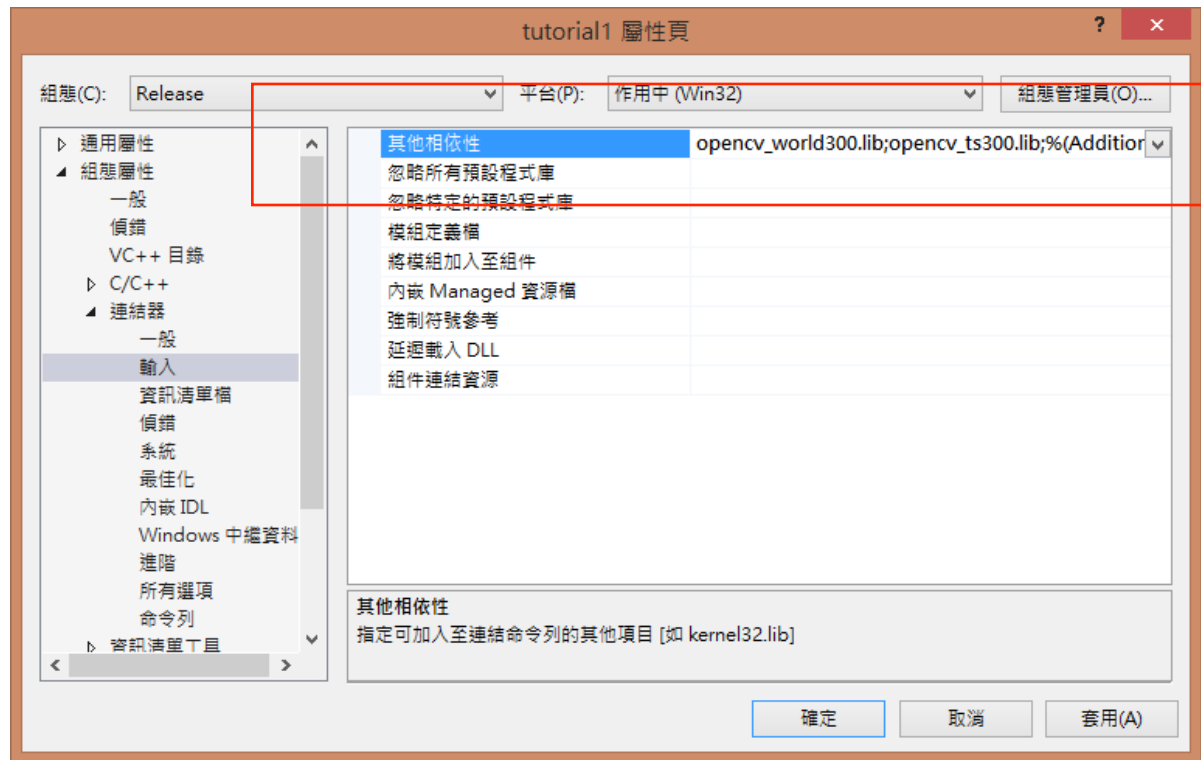 tutorial1 屬性頁
? ×
組態(C): Release 平台(P): 作用中 (Win32) 組態管理員(O)...
通用屬性
組態屬性
一般
偵錯
VC++ 目錄
C/C++
連結器
一般
輸入
資訊清單檔
偵錯
系統
最佳化
內嵌 IDL
Windows 中繼資料
進階
所有選項
命令列
資訊清單工具
其他相依性 opencv_world300.lib;opencv_ts300.lib;%(Addition
忽略所有預設程式庫
忽略特定的預設程式庫
模組定義檔
將模組加入至組件
內嵌 Managed 資源檔
強制符號參考
延遲載入 DLL
組件連結資源
其他相依性
指定可加入至連結命令列的其他項目 [如 kernel32.lib]
確定 取消 套用(A)